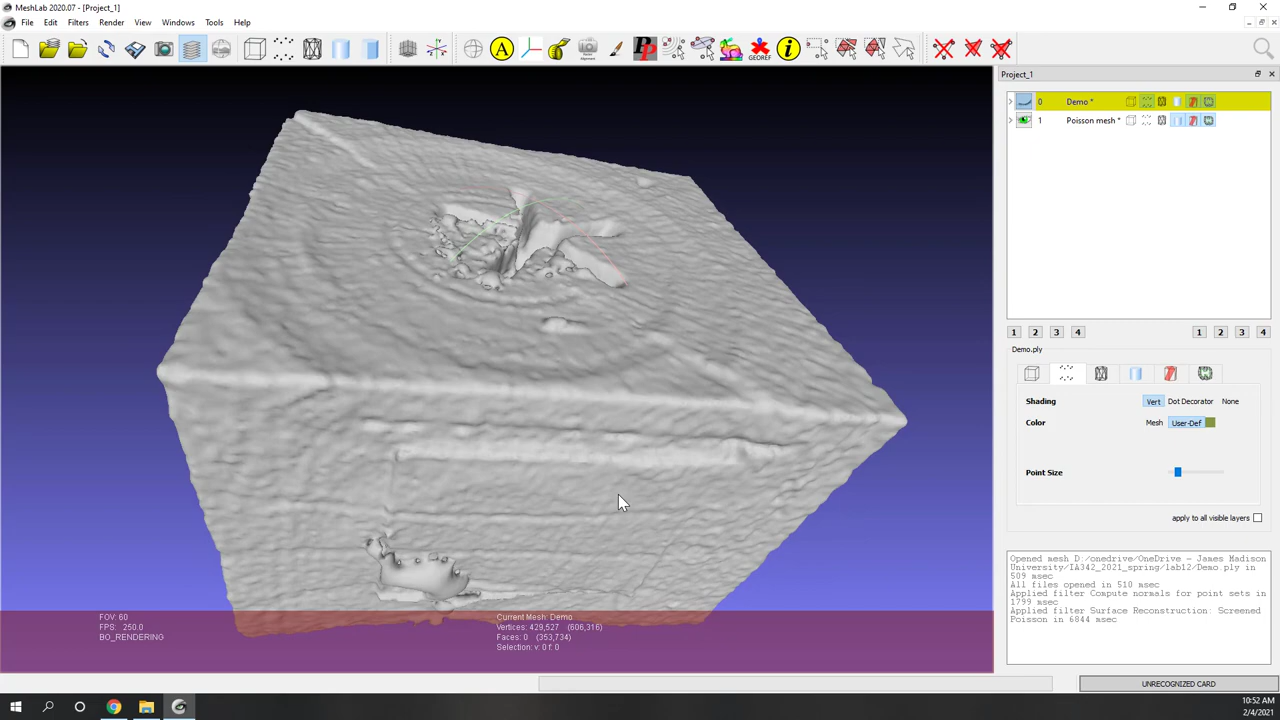 MeshLab 2020.07 - [Project_1]
File Edit Filters Render View Windows Tools Help
A PP GEOREF i
Project_1
0 Demo *
1 Poisson mesh *
1 2 3 4 1 2 3 4
Demo.ply
Shading Vert Dot Decorator None
Color Mesh User-Def
Point Size
apply to all visible layers
Opened mesh D:/onedrive/OneDrive - James Madison
University/IA342_2021_spring/lab12/Demo.ply in
509 msec
All files opened in 510 msec
Applied filter Compute normals for point sets in
1799 msec
Applied filter Surface Reconstruction: Screened
Poisson in 6844 msec
FOV: 60
FPS: 250.0
BO_RENDERING
Current Mesh: Demo
Vertices: 429,527 (606,316)
Faces: 0 (353,734)
Selection: v: 0 f: 0
UNRECOGNIZED CARD
10:52 AM
2/4/2021